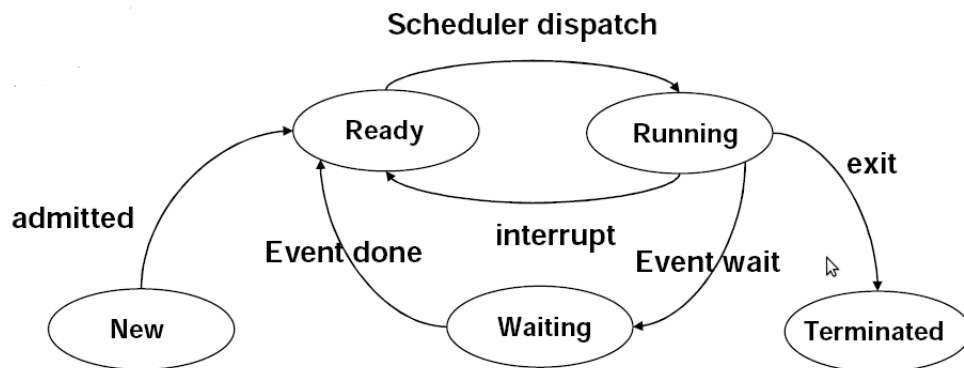 Scheduler dispatch
Ready
Running
exit
admitted
interrupt
Event done
Event wait
New
Waiting
Terminated